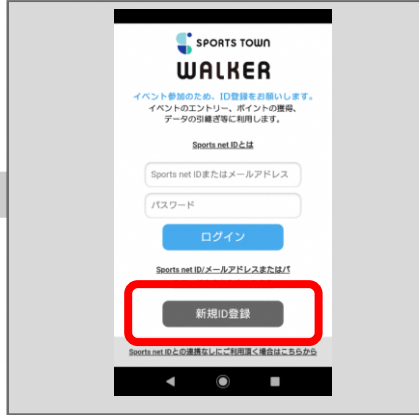 SPORTS TOWN
WALKER
イベント参加のため、ID登録をお願いします。
イベントのエントリー、ポイントの獲得、
データの引継ぎ等に利用します。
Sports net IDとは
Sports net IDまたはメールアドレス
パスワード
ログイン
Sports net ID/メールアドレスまたはパ
新規ID登録
Sports net IDとの連携なしにご利用頂く場合はこちらから